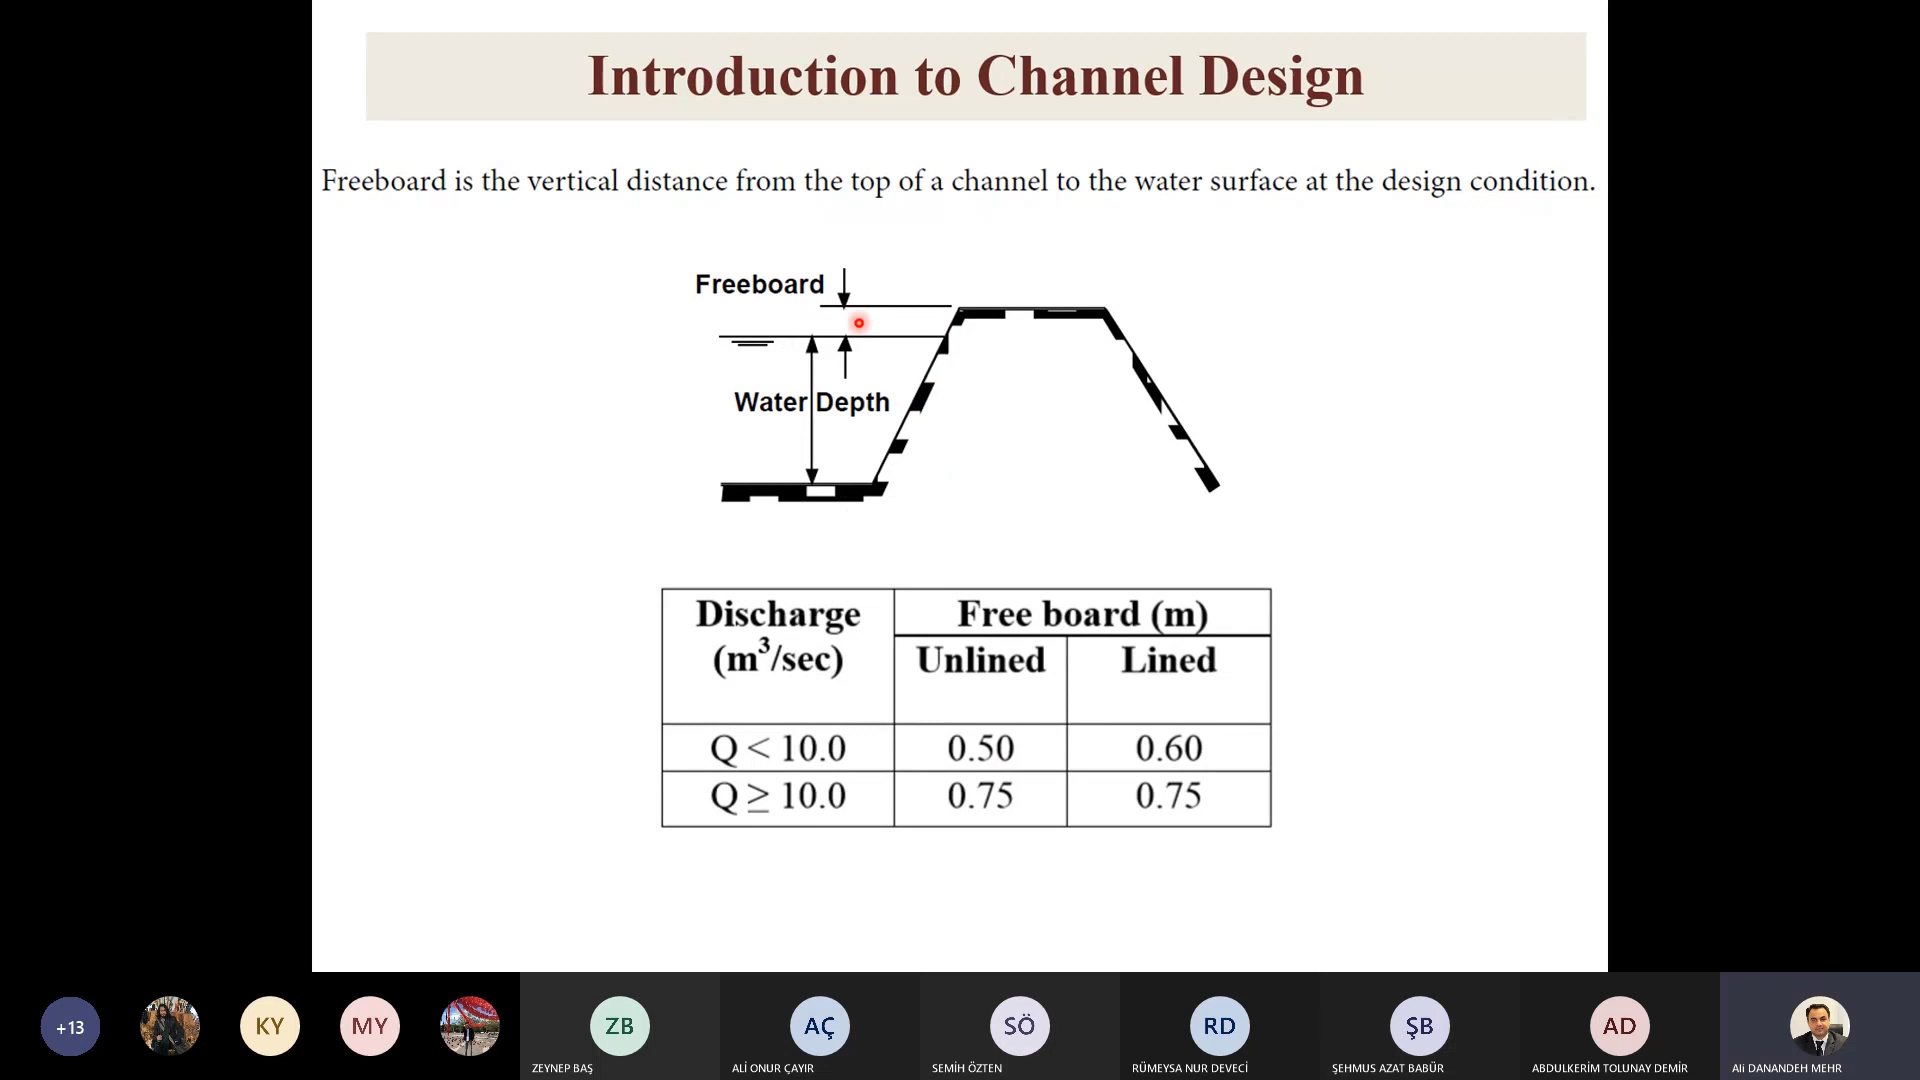 Introduction to Channel Design
Freeboard is the vertical distance from the top of a channel to the water surface at the design condition.
Freeboard
Water Depth
Discharge (m³/sec)
Free board (m)
Unlined
Lined
Q < 10.0
0.50
0.60
Q ≥ 10.0
0.75
0.75
+13
KY
MY
ZB
AÇ
SÖ
RD
ŞB
AD
ZEYNEP BAŞ
ALİ ONUR ÇAYIR
SEMİH ÖZTEN
RÜMEYSA NUR DEVECİ
ŞEHMUS AZAT BABÜR
ABDULKERİM TOLUNAY DEMİR
Ali DANANDEH MEHR